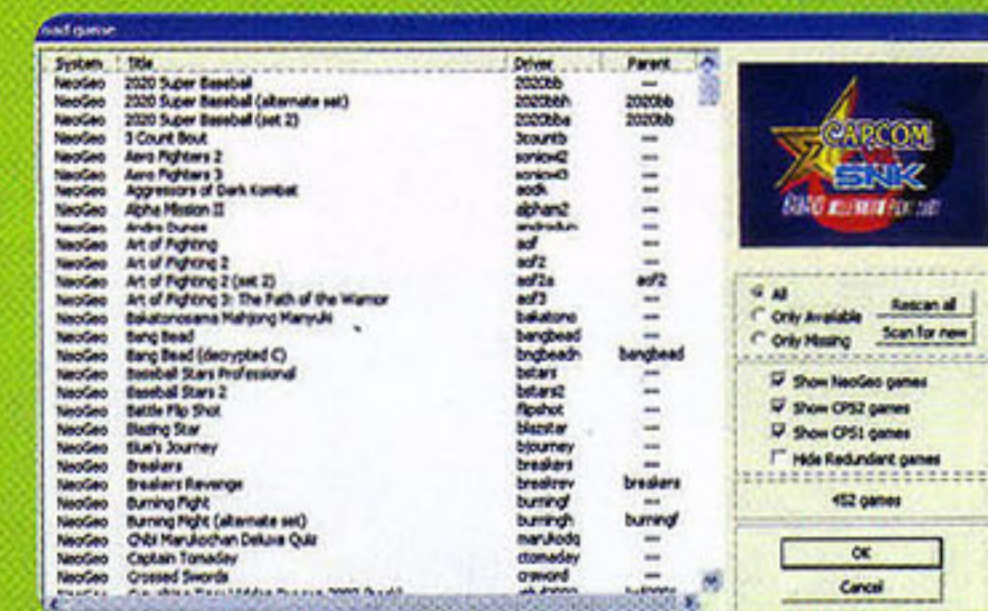 oad game
System Title Driver Parent
NeoGeo 2020 Super Baseball 2020bb ---
NeoGeo 2020 Super Baseball (alternate set) 2020bbh 2020bb
NeoGeo 2020 Super Baseball (set 2) 2020bba 2020bb
NeoGeo 3 Count Bout 3countb ---
NeoGeo Aero Fighters 2 sonicwi2 ---
NeoGeo Aero Fighters 3 sonicwi3 ---
NeoGeo Aggressors of Dark Kombat aodk ---
NeoGeo Alpha Mission II alpham2 ---
NeoGeo Andro Dunos androdun ---
NeoGeo Art of Fighting aof ---
NeoGeo Art of Fighting 2 aof2 ---
NeoGeo Art of Fighting 2 (set 2) aof2a aof2
NeoGeo Art of Fighting 3: The Path of the Warrior aof3 ---
NeoGeo Bakatonosama Mahjong Manyuki bakatono ---
NeoGeo Bang Bead bangbead ---
NeoGeo Bang Bead (decrypted C) bngbeadn bangbead
NeoGeo Baseball Stars Professional bstars ---
NeoGeo Baseball Stars 2 bstars2 ---
NeoGeo Battle Flip Shot flipshot ---
NeoGeo Blazing Star blazstar ---
NeoGeo Blue's Journey bjourney ---
NeoGeo Breakers breakers ---
NeoGeo Breakers Revenge breakrev breakers
NeoGeo Burning Fight burningf ---
NeoGeo Burning Fight (alternate set) burningh burningf
NeoGeo Chibi Marukochan Deluxe Quiz marukodq ---
NeoGeo Captain Tomaday ctomaday ---
NeoGeo Crossed Swords crsword ---
CAPCOM
SNK
All
Only Available
Only Missing
Rescan all
Scan for new
Show NeoGeo games
Show CPS2 games
Show CPS1 games
Hide Redundant games
452 games
OK
Cancel